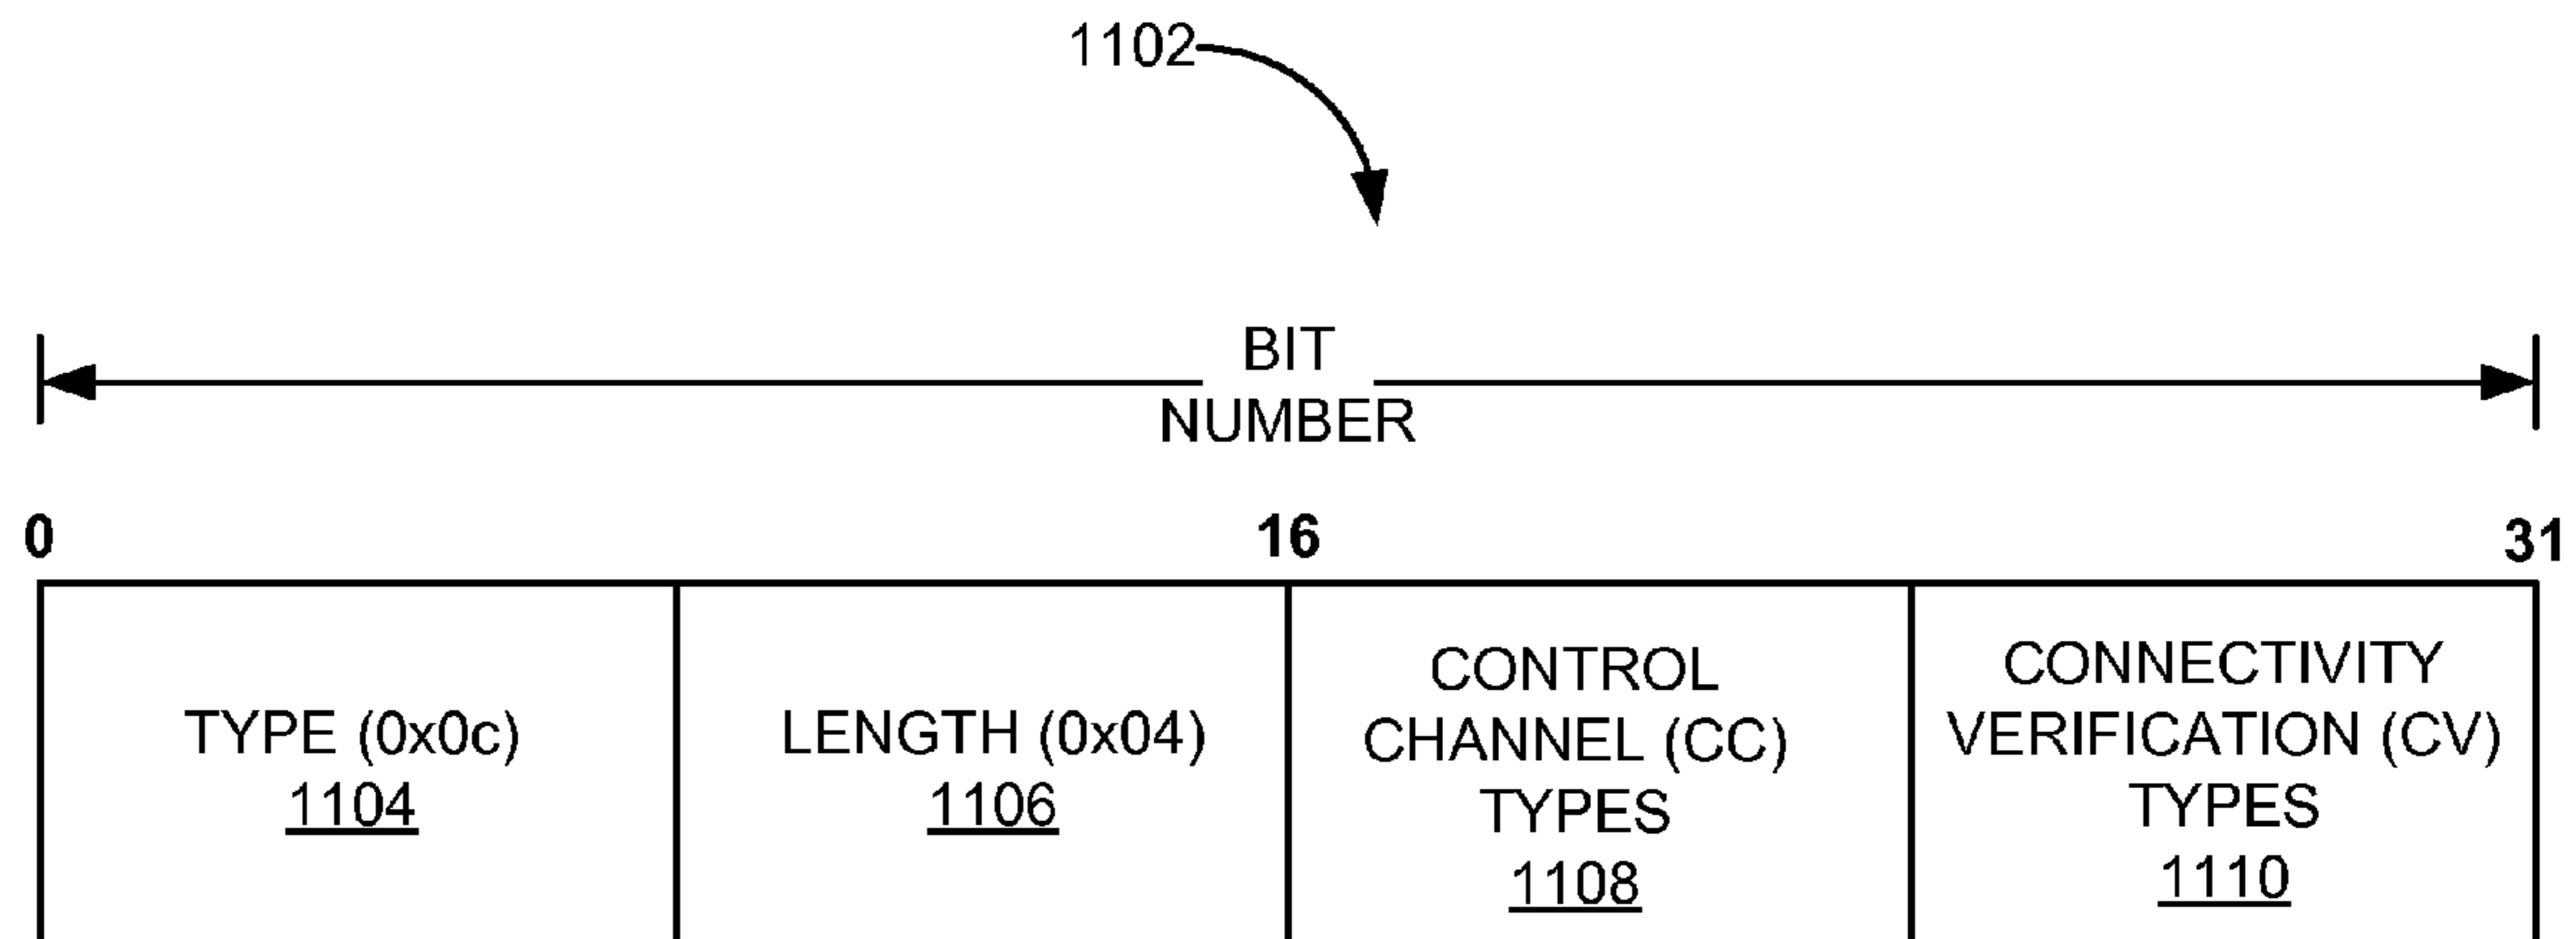 1102
BIT
NUMBER
0 16 31
TYPE (0x0c)
1104
LENGTH (0x04)
1106
CONTROL
CHANNEL (CC)
TYPES
1108
CONNECTIVITY
VERIFICATION (CV)
TYPES
1110